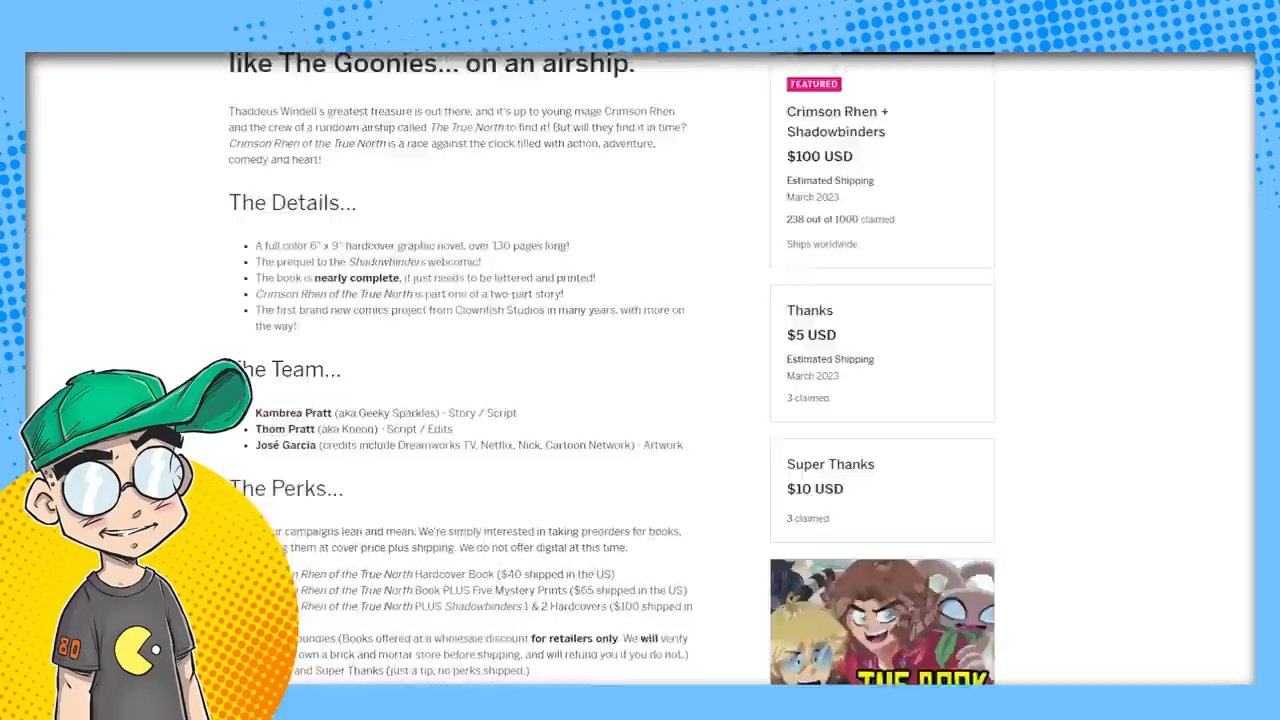 like The Goonies... on an airship.
Thaddeus Windell's greatest treasure is out there, and it's up to young mage Crimson Rhen
and the crew of a rundown airship called The True North to find it! But will they find it in time?
Crimson Rhen of the True North is a race against the clock filled with action, adventure,
comedy and heart!
The Details...
A full color 6" x 9" hardcover graphic novel, over 130 pages long!
The prequel to the Shadowbinders webcomic!
The book is nearly complete, it just needs to be lettered and printed!
Crimson Rhen of the True North is part one of a two-part story!
The first brand new comics project from Clownfish Studios in many years, with more on
the way!
he Team...
Kambrea Pratt (aka Geeky Sparkles) - Story / Script
Thom Pratt (aka Kneon) - Script / Edits
José Garcia (credits include Dreamworks TV, Netflix, Nick, Cartoon Network) - Artwork
The Perks...
r campaigns lean and mean. We're simply interested in taking preorders for books,
g them at cover price plus shipping. We do not offer digital at this time.
n Rhen of the True North Hardcover Book ($40 shipped in the US)
n Rhen of the True North Book PLUS Five Mystery Prints ($65 shipped in the US)
n Rhen of the True North PLUS Shadowbinders 1 & 2 Hardcovers ($100 shipped in
undles (Books offered at a wholesale discount for retailers only. We will verify
own a brick and mortar store before shipping, and will refund you if you do not.)
and Super Thanks (just a tip, no perks shipped.)
FEATURED
Crimson Rhen +
Shadowbinders
$100 USD
Estimated Shipping
March 2023
238 out of 1000 claimed
Ships worldwide
Thanks
$5 USD
Estimated Shipping
March 2023
3 claimed
Super Thanks
$10 USD
3 claimed
THE BOOK
80